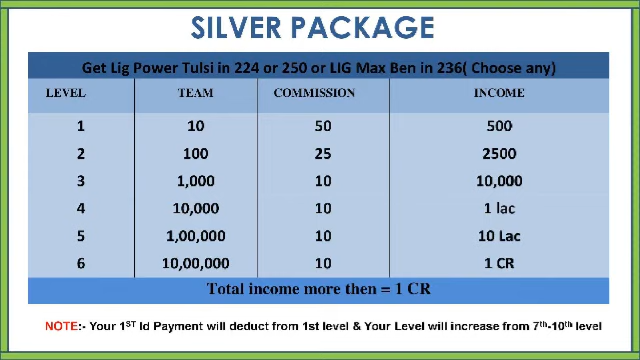 SILVER PACKAGE
Get Lig Power Tulsi in 224 or 250 or LIG Max Ben in 236( Choose any)
LEVEL TEAM COMMISSION INCOME
1 10 50 500
2 100 25 2500
3 1,000 10 10,000
4 10,000 10 1 lac
5 1,00,000 10 10 Lac
6 10,00,000 10 1 CR
Total income more then = 1 CR
NOTE:- Your 1ST Id Payment will deduct from 1st level & Your Level will increase from 7th-10th level